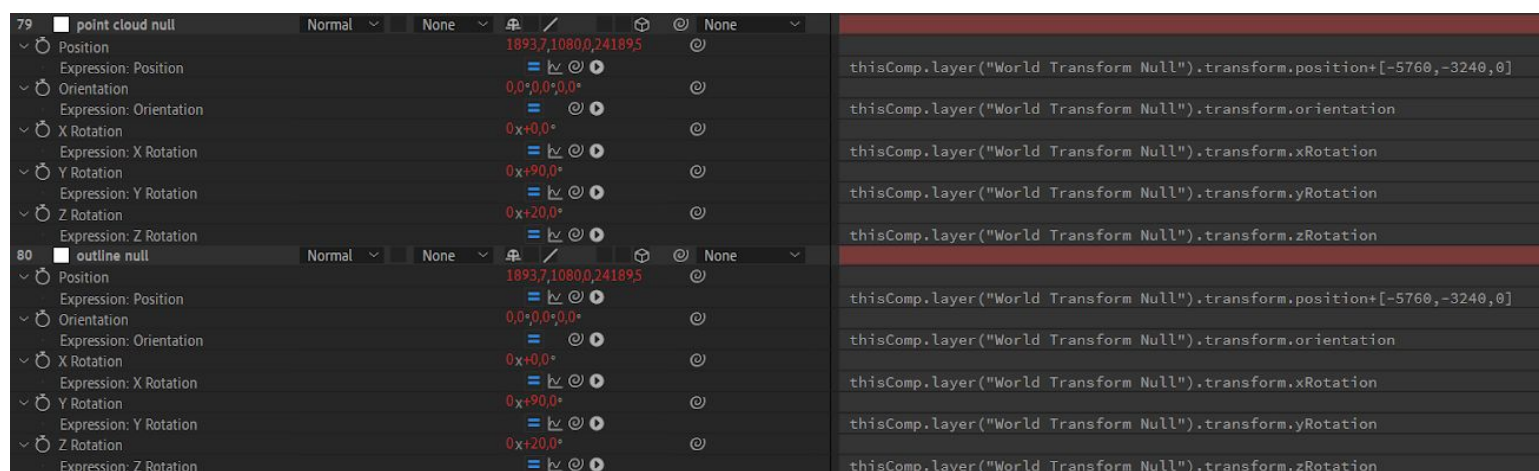 79 point cloud null Normal None None
Position 1893,7,1080,0,24189,5
Expression: Position thisComp.layer("World Transform Null").transform.position+[-5760,-3240,0]
Orientation 0,0°,0,0°,0,0°
Expression: Orientation thisComp.layer("World Transform Null").transform.orientation
X Rotation 0x+0,0°
Expression: X Rotation thisComp.layer("World Transform Null").transform.xRotation
Y Rotation 0x+90,0°
Expression: Y Rotation thisComp.layer("World Transform Null").transform.yRotation
Z Rotation 0x+20,0°
Expression: Z Rotation thisComp.layer("World Transform Null").transform.zRotation
80 outline null Normal None None
Position 1893,7,1080,0,24189,5
Expression: Position thisComp.layer("World Transform Null").transform.position+[-5760,-3240,0]
Orientation 0,0°,0,0°,0,0°
Expression: Orientation thisComp.layer("World Transform Null").transform.orientation
X Rotation 0x+0,0°
Expression: X Rotation thisComp.layer("World Transform Null").transform.xRotation
Y Rotation 0x+90,0°
Expression: Y Rotation thisComp.layer("World Transform Null").transform.yRotation
Z Rotation 0x+20,0°
Expression: Z Rotation thisComp.layer("World Transform Null").transform.zRotation